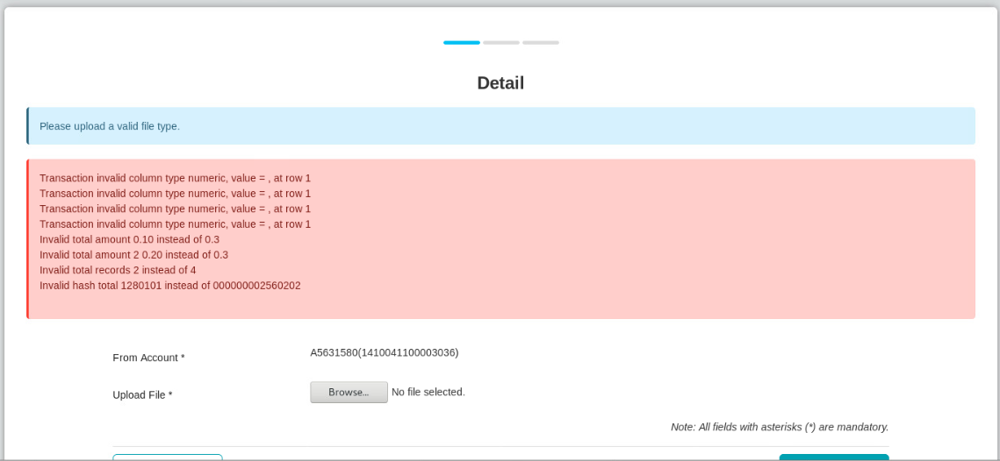 Detail
Please upload a valid file type.
Transaction invalid column type numeric, value = , at row 1
Transaction invalid column type numeric, value = , at row 1
Transaction invalid column type numeric, value = , at row 1
Transaction invalid column type numeric, value = , at row 1
Invalid total amount 0.10 instead of 0.3
Invalid total amount 2 0.20 instead of 0.3
Invalid total records 2 instead of 4
Invalid hash total 1280101 instead of 000000002560202
From Account * A5631580(1410041100003036)
Upload File * Browse... No file selected.
Note: All fields with asterisks (*) are mandatory.